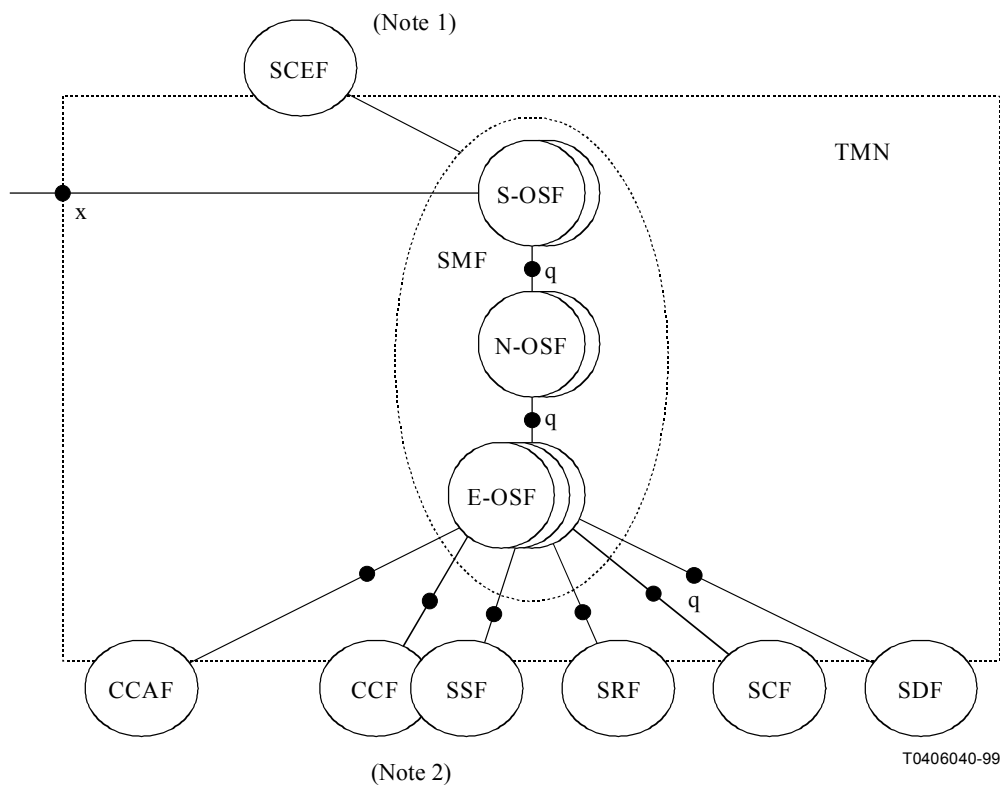 (Note 1)
SCEF
TMN
S-OSF
x
SMF
q
N-OSF
q
E-OSF
q
CCAF
CCF
SSF
SRF
SCF
SDF
T0406040-99
(Note 2)